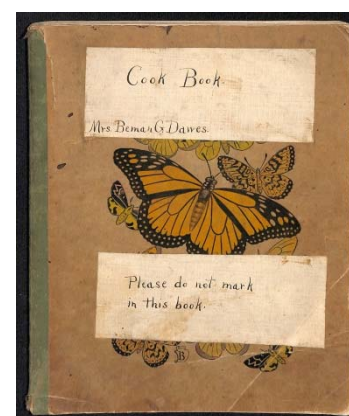 Cook Book.
Mrs. Beman G. Dawes.
Please do not mark
in this book.
B